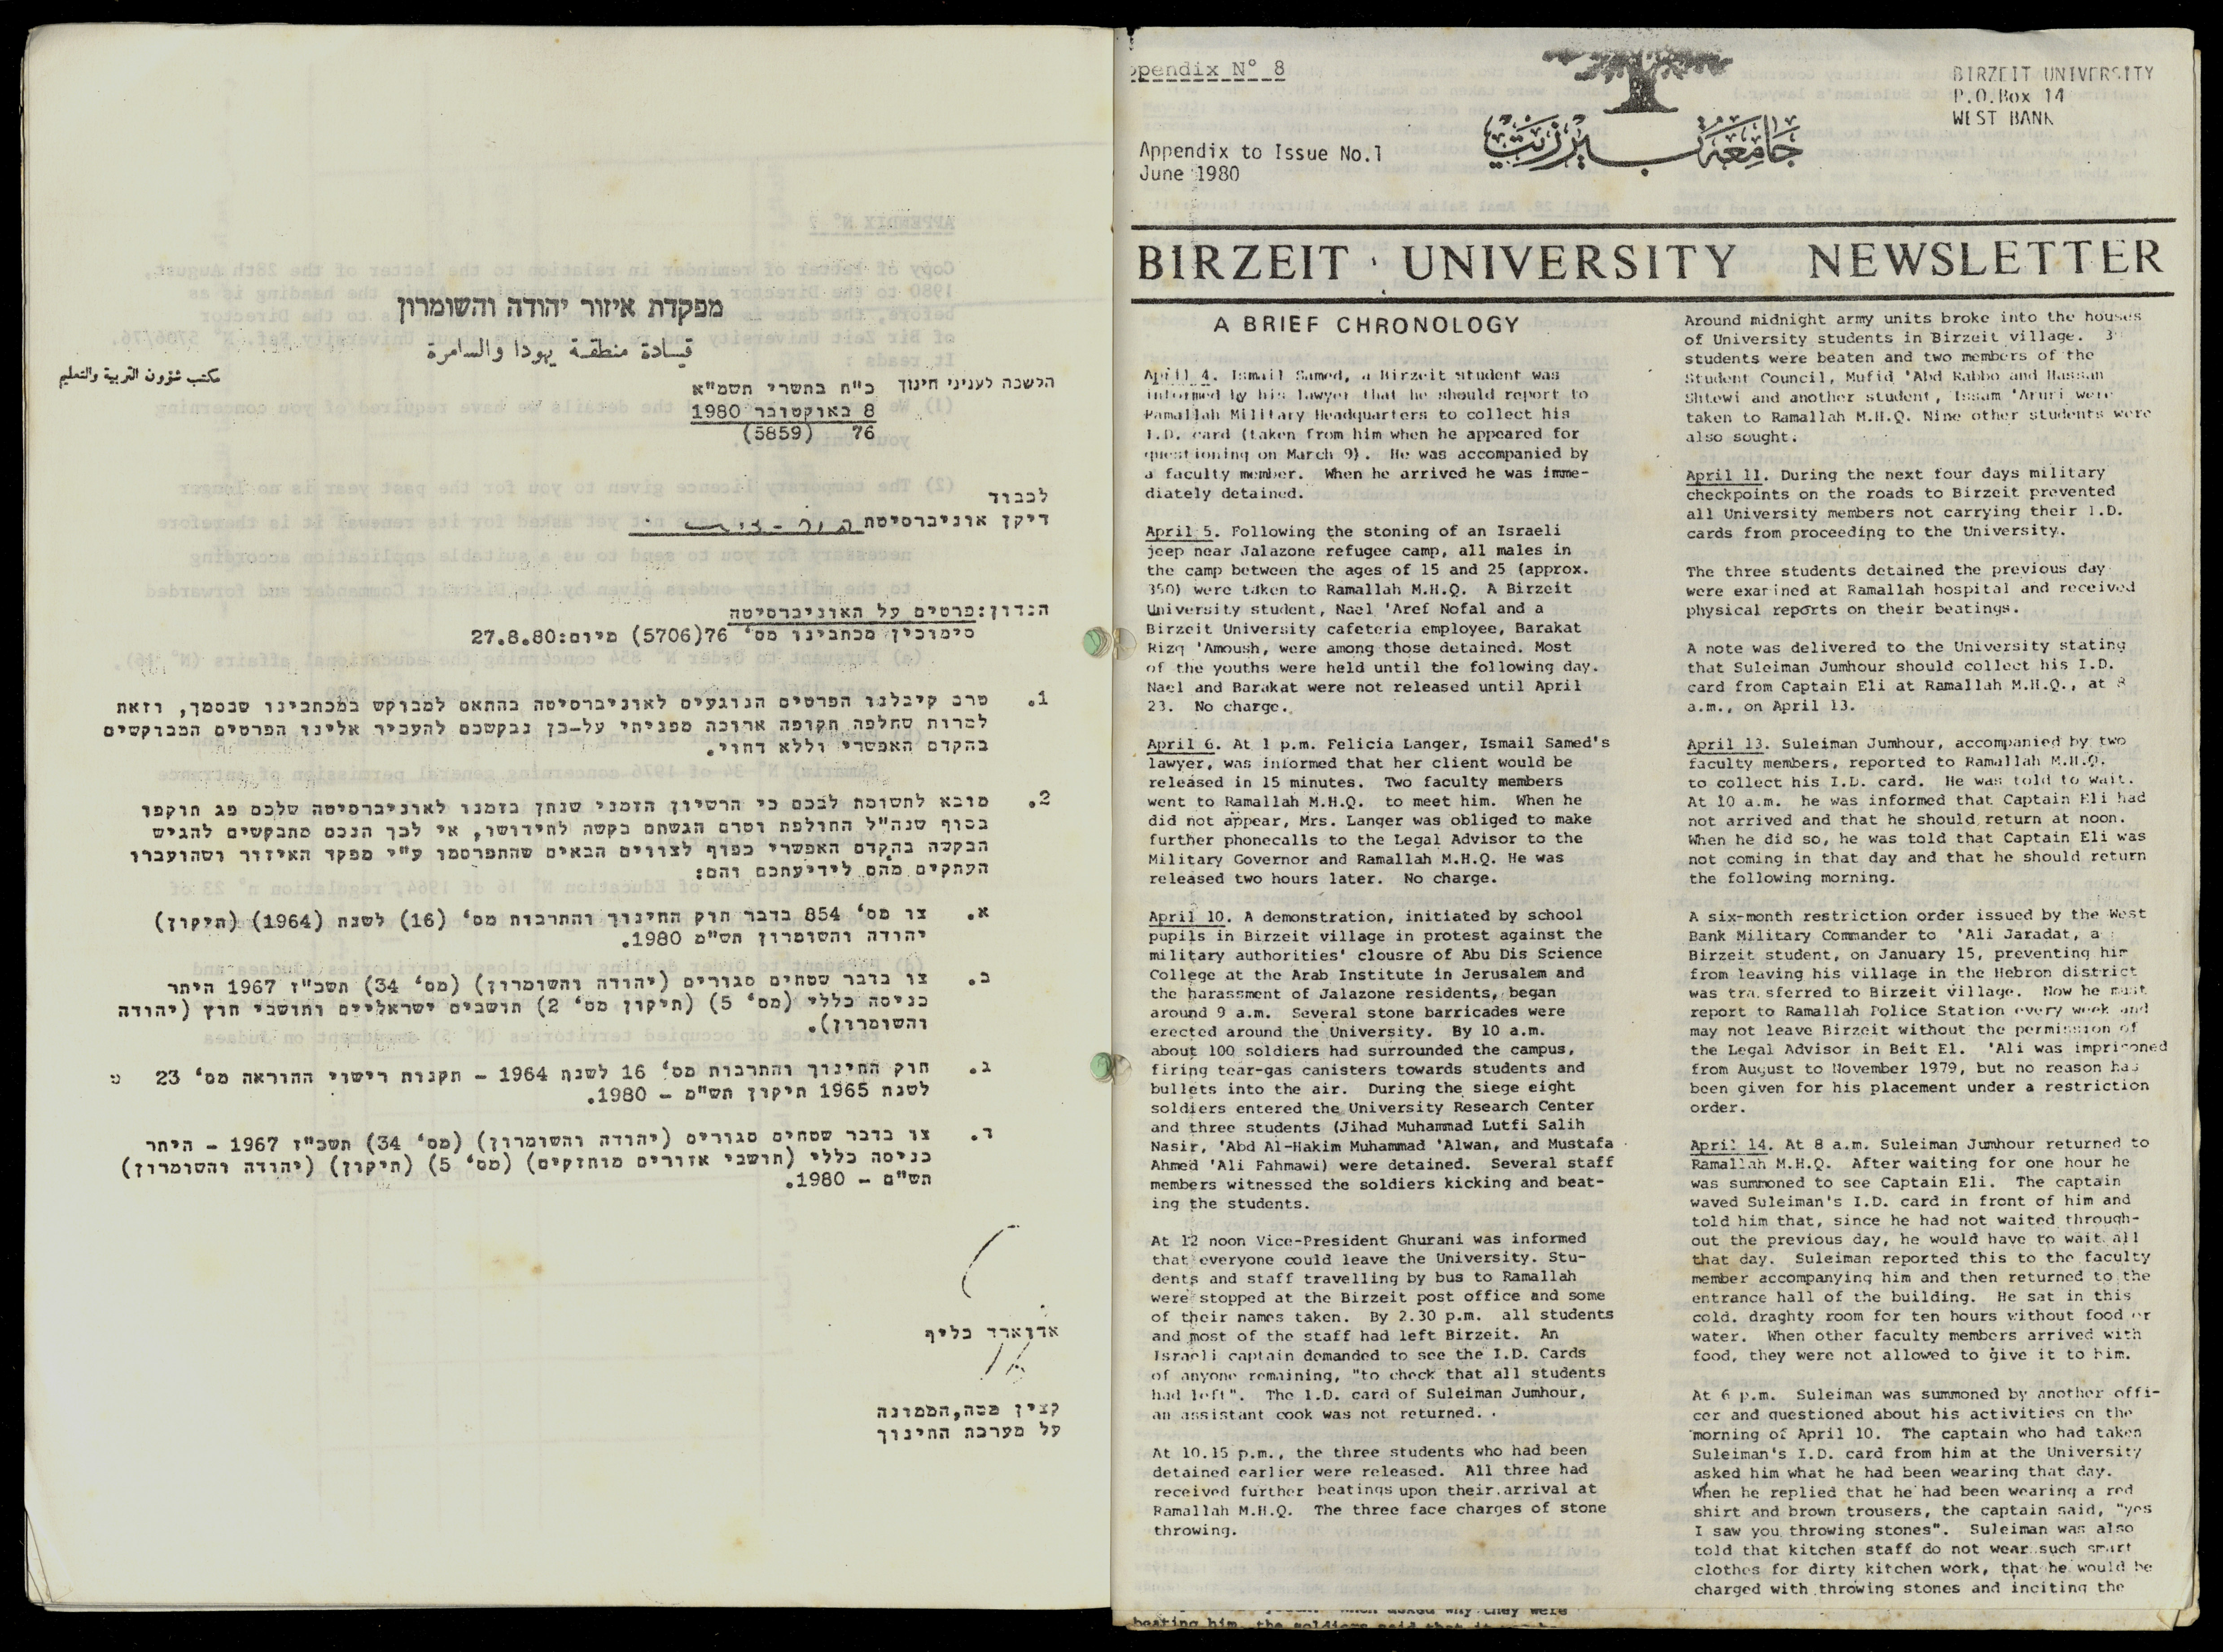 מפקדת איזור יהודה והשומרון
قيادة منطقة يهودا والسامرة
הלשכה לעניני חינוך
مكتب شؤون التربية والتعليم
כ"ח בתשרי תשמ"א
8 באוקטובר 1980
76 (5859)
לכבוד
דיקן אוניברסיטת
הנדון: פרטים על האוניברסיטה
סימוכין מכתבינו מס' 76(5706) מיום: 27.8.80
1. טרם קיבלנו הפרטים הנוגעים לאוניברסיטה בהתאם למבוקש במכתבינו שבסמך, וזאת
למרות שחלפה תקופה ארוכה מפניתי על-כן נבקשכם להעביר אלינו הפרטים המבוקשים
בהקדם האפשרי וללא דחוי.
2. מובא לתשומת לבכם כי הרשיון הזמני שנתן בזמנו לאוניברסיטה שלכם פג תוקפו
בסוף שנה"ל החולפת וטרם הגשתם בקשה לחידושו, אי לכך הנכם מתבקשים להגיש
הבקשה בהקדם האפשרי כפוף לצווים הבאים שהתפרסמו ע"י מפקד האיזור ושהועברו
העתקים מהם לידיעתכם והם:
א. צו מס' 854 בדבר חוק החינוך והתרבות מס' (16) לשנת (1964) (תיקון)
יהודה והשומרון תש"מ 1980.
ב. צו בדבר שטחים סגורים (יהודה והשומרון) (מס' 34) תשכ"ז 1967 היתר
כניסה כללי (מס' 5) (תיקון מס' 2) תושבים ישראליים ותושבי חוץ (יהודה
והשומרון).
ג. חוק החינוך והתרבות מס' 16 לשנת 1964 - תקנות רישוי ההוראה מס' 23
לשנת 1965 תיקון תש"מ - 1980.
ד. צו בדבר שטחים סגורים (יהודה והשומרון) (מס' 34) תשכ"ז 1967 - היתר
כניסה כללי (תושבי אזורים מוחזקים) (מס' 5) (תיקון) (יהודה והשומרון)
תש"ם - 1980.
אדוארד כליף
קצין מטה, הממונה
על מערכת החינוך
ppendix N° 8
BIRZEIT UNIVERSITY
P.O.Box 14
WEST BANK
جامعة بيرزيت
Appendix to Issue No.1
June 1980
BIRZEIT UNIVERSITY NEWSLETTER
A BRIEF CHRONOLOGY
April 4. Ismail Samed, a Birzeit student was
informed by his lawyer that he should report to
Ramallah Military Headquarters to collect his
I.D. card (taken from him when he appeared for
questioning on March 9). He was accompanied by
a faculty member. When he arrived he was imme-
diately detained.
April 5. Following the stoning of an Israeli
jeep near Jalazone refugee camp, all males in
the camp between the ages of 15 and 25 (approx.
350) were taken to Ramallah M.H.Q. A Birzeit
University student, Nael 'Aref Nofal and a
Birzeit University cafeteria employee, Barakat
Rizq 'Amoush, were among those detained. Most
of the youths were held until the following day.
Nael and Barakat were not released until April
23. No charge.
April 6. At 1 p.m. Felicia Langer, Ismail Samed's
lawyer, was informed that her client would be
released in 15 minutes. Two faculty members
went to Ramallah M.H.Q. to meet him. When he
did not appear, Mrs. Langer was obliged to make
further phonecalls to the Legal Advisor to the
Military Governor and Ramallah M.H.Q. He was
released two hours later. No charge.
April 10. A demonstration, initiated by school
pupils in Birzeit village in protest against the
military authorities' clousre of Abu Dis Science
College at the Arab Institute in Jerusalem and
the harassment of Jalazone residents, began
around 9 a.m. Several stone barricades were
erected around the University. By 10 a.m.
about 100 soldiers had surrounded the campus,
firing tear-gas canisters towards students and
bullets into the air. During the siege eight
soldiers entered the University Research Center
and three students (Jihad Muhammad Lutfi Salih
Nasir, 'Abd Al-Hakim Muhammad 'Alwan, and Mustafa
Ahmed 'Ali Fahmawi) were detained. Several staff
members witnessed the soldiers kicking and beat-
ing the students.
At 12 noon Vice-President Ghurani was informed
that everyone could leave the University. Stu-
dents and staff travelling by bus to Ramallah
were stopped at the Birzeit post office and some
of their names taken. By 2.30 p.m. all students
and most of the staff had left Birzeit. An
Israeli captain demanded to see the I.D. Cards
of anyone remaining, "to check that all students
had left". The I.D. card of Suleiman Jumhour,
an assistant cook was not returned.
At 10.15 p.m., the three students who had been
detained earlier were released. All three had
received further beatings upon their arrival at
Ramallah M.H.Q. The three face charges of stone
throwing.
Around midnight army units broke into the houses
of University students in Birzeit village. 3
students were beaten and two members of the
Student Council, Mufid 'Abd Rabbo and Hassan
Shtewi and another student, Issam 'Aruri were
taken to Ramallah M.H.Q. Nine other students were
also sought.
April 11. During the next four days military
checkpoints on the roads to Birzeit prevented
all University members not carrying their I.D.
cards from proceeding to the University.
The three students detained the previous day
were examined at Ramallah hospital and received
physical reports on their beatings.
A note was delivered to the University stating
that Suleiman Jumhour should collect his I.D.
card from Captain Eli at Ramallah M.H.Q., at 8
a.m., on April 13.
April 13. Suleiman Jumhour, accompanied by two
faculty members, reported to Ramallah M.H.Q.
to collect his I.D. card. He was told to wait.
At 10 a.m. he was informed that Captain Eli had
not arrived and that he should return at noon.
When he did so, he was told that Captain Eli was
not coming in that day and that he should return
the following morning.
A six-month restriction order issued by the West
Bank Military Commander to 'Ali Jaradat, a
Birzeit student, on January 15, preventing him
from leaving his village in the Hebron district
was tra sferred to Birzeit village. Now he must
report to Ramallah Police Station every week and
may not leave Birzeit without the permission of
the Legal Advisor in Beit El. 'Ali was imprisoned
from August to November 1979, but no reason has
been given for his placement under a restriction
order.
April 14. At 8 a.m. Suleiman Jumhour returned to
Ramallah M.H.Q. After waiting for one hour he
was summoned to see Captain Eli. The captain
waved Suleiman's I.D. card in front of him and
told him that, since he had not waited through-
out the previous day, he would have to wait all
that day. Suleiman reported this to the faculty
member accompanying him and then returned to the
entrance hall of the building. He sat in this
cold, draghty room for ten hours without food or
water. When other faculty members arrived with
food, they were not allowed to give it to him.
At 6 p.m. Suleiman was summoned by another offi-
cer and questioned about his activities on the
morning of April 10. The captain who had taken
Suleiman's I.D. card from him at the University
asked him what he had been wearing that day.
When he replied that he had been wearing a red
shirt and brown trousers, the captain said, "yes
I saw you throwing stones". Suleiman was also
told that kitchen staff do not wear such smart
clothes for dirty kitchen work, that he would be
charged with throwing stones and inciting the